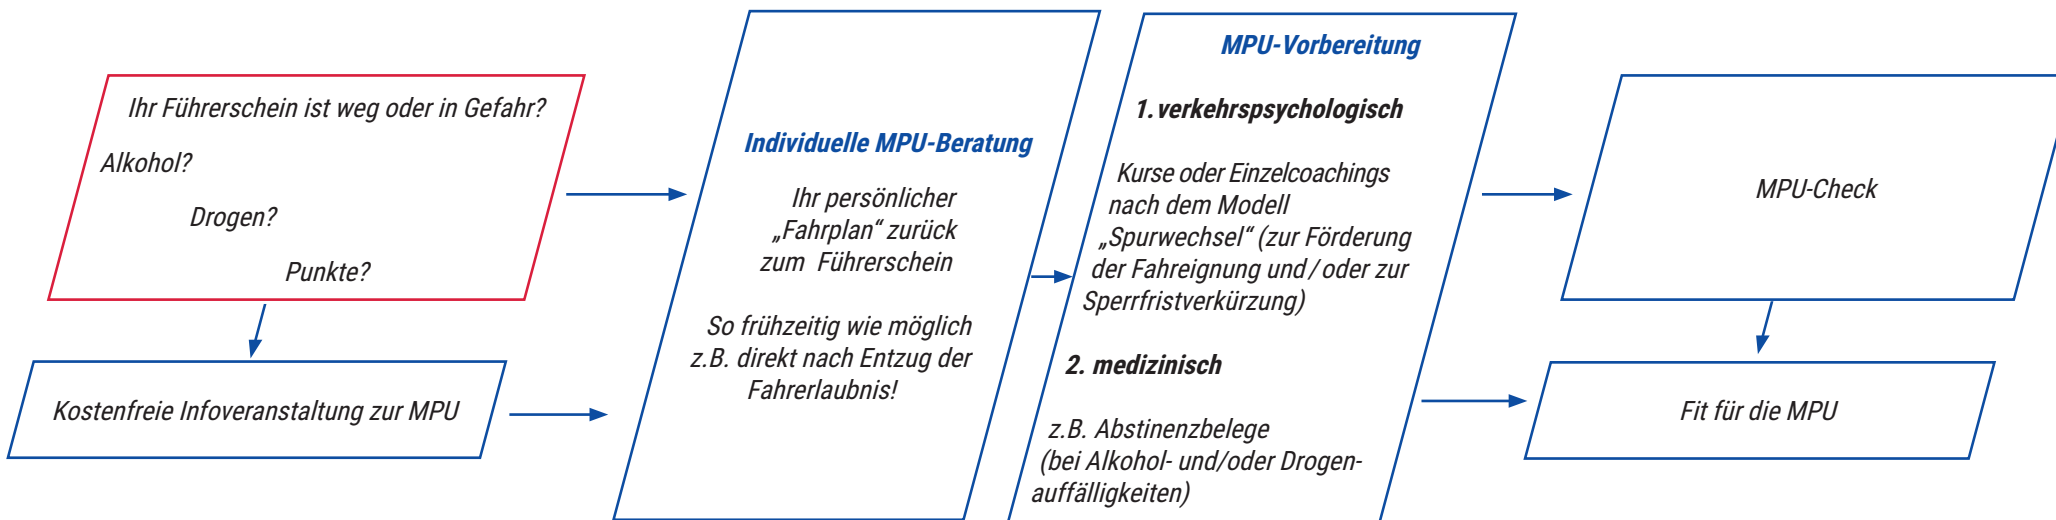 Ihr Führerschein ist weg oder in Gefahr?
Alkohol?
Drogen?
Punkte?
Kostenfreie Infoveranstaltung zur MPU
Individuelle MPU-Beratung
Ihr persönlicher
„Fahrplan“ zurück
zum Führerschein
So frühzeitig wie möglich
z.B. direkt nach Entzug der
Fahrerlaubnis!
MPU-Vorbereitung
1. verkehrspsychologisch
Kurse oder Einzelcoachings
nach dem Modell
„Spurwechsel“ (zur Förderung
der Fahreignung und / oder zur
Sperrfristverkürzung)
2. medizinisch
z.B. Abstinenzbelege
(bei Alkohol- und/oder Drogen-
auffälligkeiten)
MPU-Check
Fit für die MPU